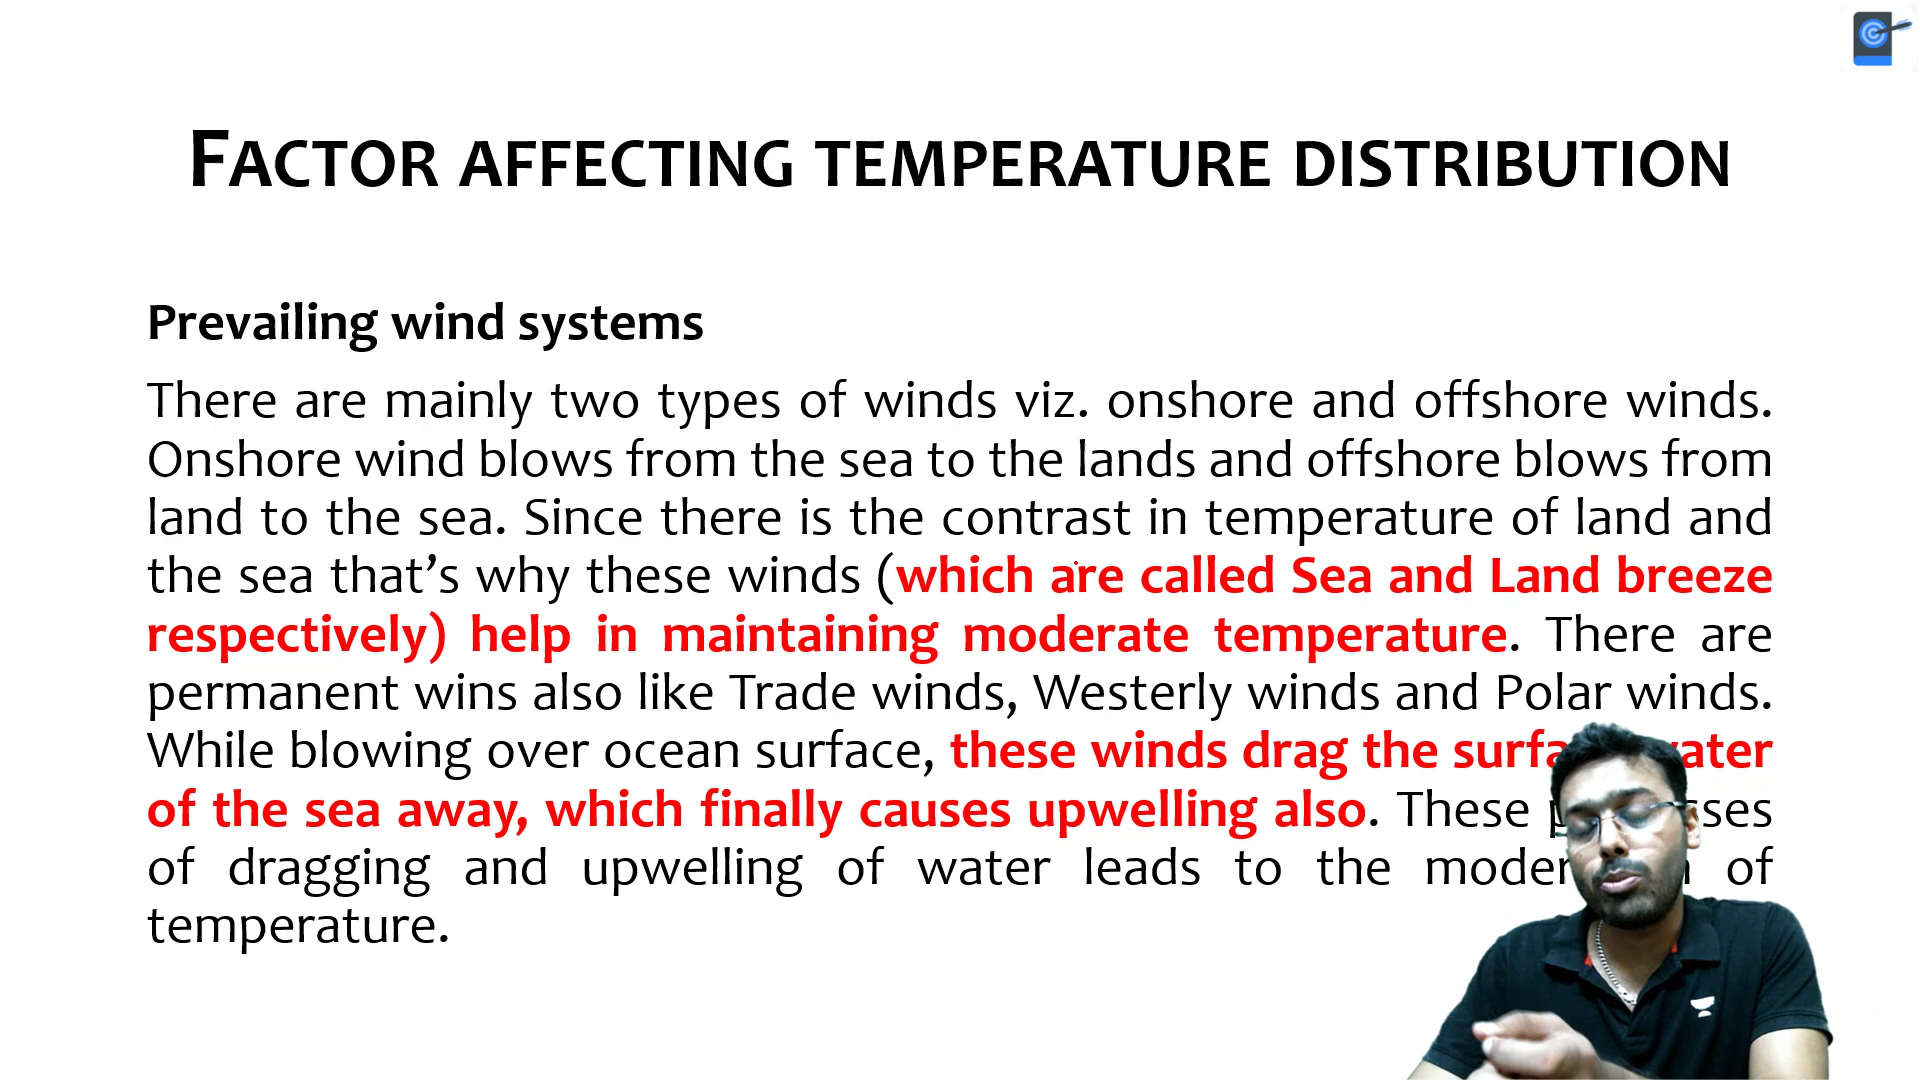 FACTOR AFFECTING TEMPERATURE DISTRIBUTION
Prevailing wind systems
There are mainly two types of winds viz. onshore and offshore winds.
Onshore wind blows from the sea to the lands and offshore blows from
land to the sea. Since there is the contrast in temperature of land and
the sea that's why these winds (which are called Sea and Land breeze
respectively) help in maintaining moderate temperature. There are
permanent wins also like Trade winds, Westerly winds and Polar winds.
While blowing over ocean surface, these winds drag the
of the sea away, which finally causes upwelling also. These
of dragging and upwelling of water leads to the of
temperature.